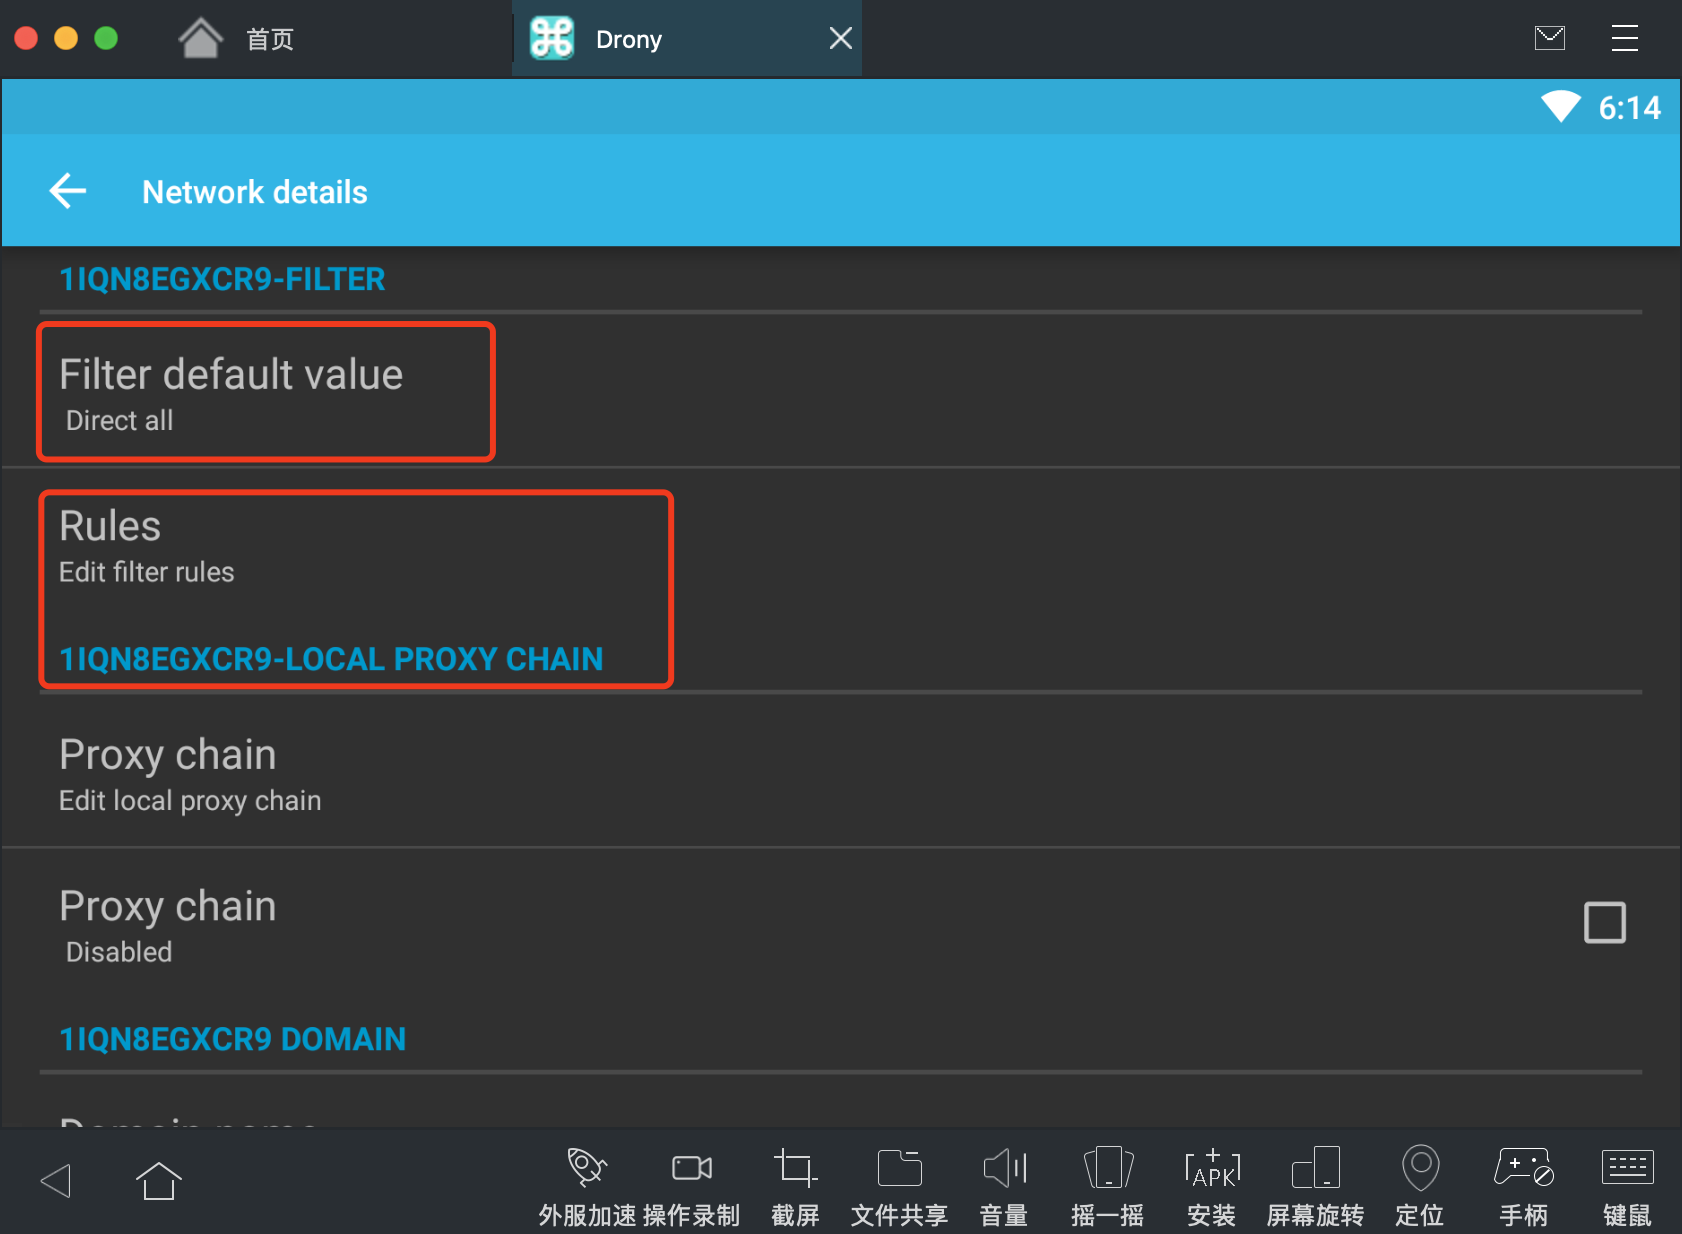 首页
Drony
6:14
Network details
1IQN8EGXCR9-FILTER
Filter default value
Direct all
Rules
Edit filter rules
1IQN8EGXCR9-LOCAL PROXY CHAIN
Proxy chain
Edit local proxy chain
Proxy chain
Disabled
1IQN8EGXCR9 DOMAIN
Domain name
APK
外服加速 操作录制 截屏 文件共享 音量 摇一摇 安装 屏幕旋转 定位 手柄 键鼠